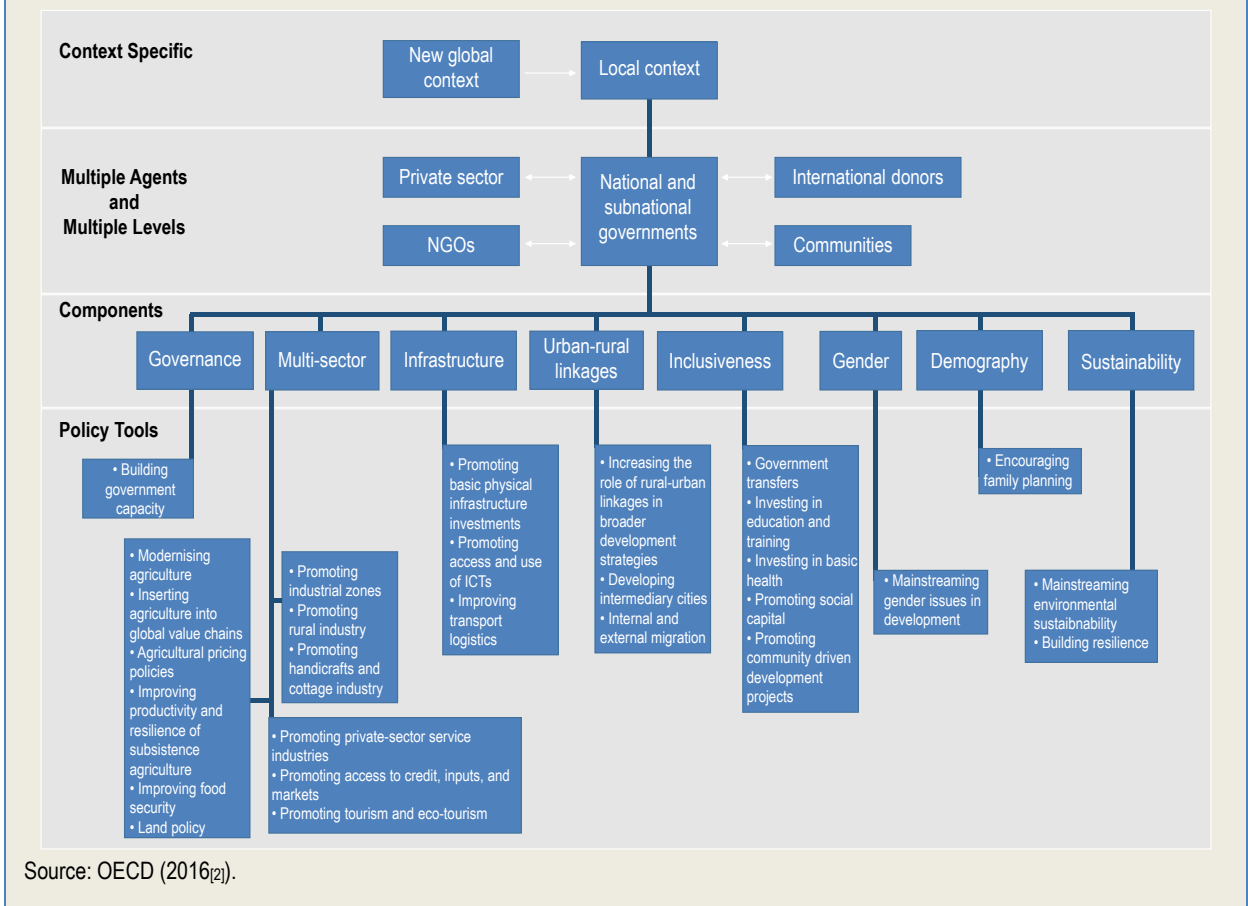 Context Specific
New global
context
Local context
Multiple Agents
and
Multiple Levels
Private sector
National and
subnational
governments
International donors
NGOs
Communities
Components
Governance
Multi-sector
Infrastructure
Urban-rural
linkages
Inclusiveness
Gender
Demography
Sustainability
Policy Tools
• Building
government
capacity
• Modernising
agriculture
• Inserting
agriculture into
global value chains
• Agricultural pricing
policies
• Improving
productivity and
resilience of
subsistence
agriculture
• Improving food
security
• Land policy
• Promoting
industrial zones
• Promoting
rural industry
• Promoting
handicrafts and
cottage industry
• Promoting private-sector service
industries
• Promoting access to credit, inputs, and
markets
• Promoting tourism and eco-tourism
• Promoting
basic physical
infrastructure
investments
• Promoting
access and use
of ICTs
• Improving
transport
logistics
• Increasing the
role of rural-urban
linkages in
broader
development
strategies
• Developing
intermediary cities
• Internal and
external migration
• Government
transfers
• Investing in
education and
training
• Investing in basic
health
• Promoting social
capital
• Promoting
community driven
development
projects
• Mainstreaming
gender issues in
development
• Encouraging
family planning
• Mainstreaming
environmental
sustaibnability
• Building resilience
Source: OECD (2016[2]).